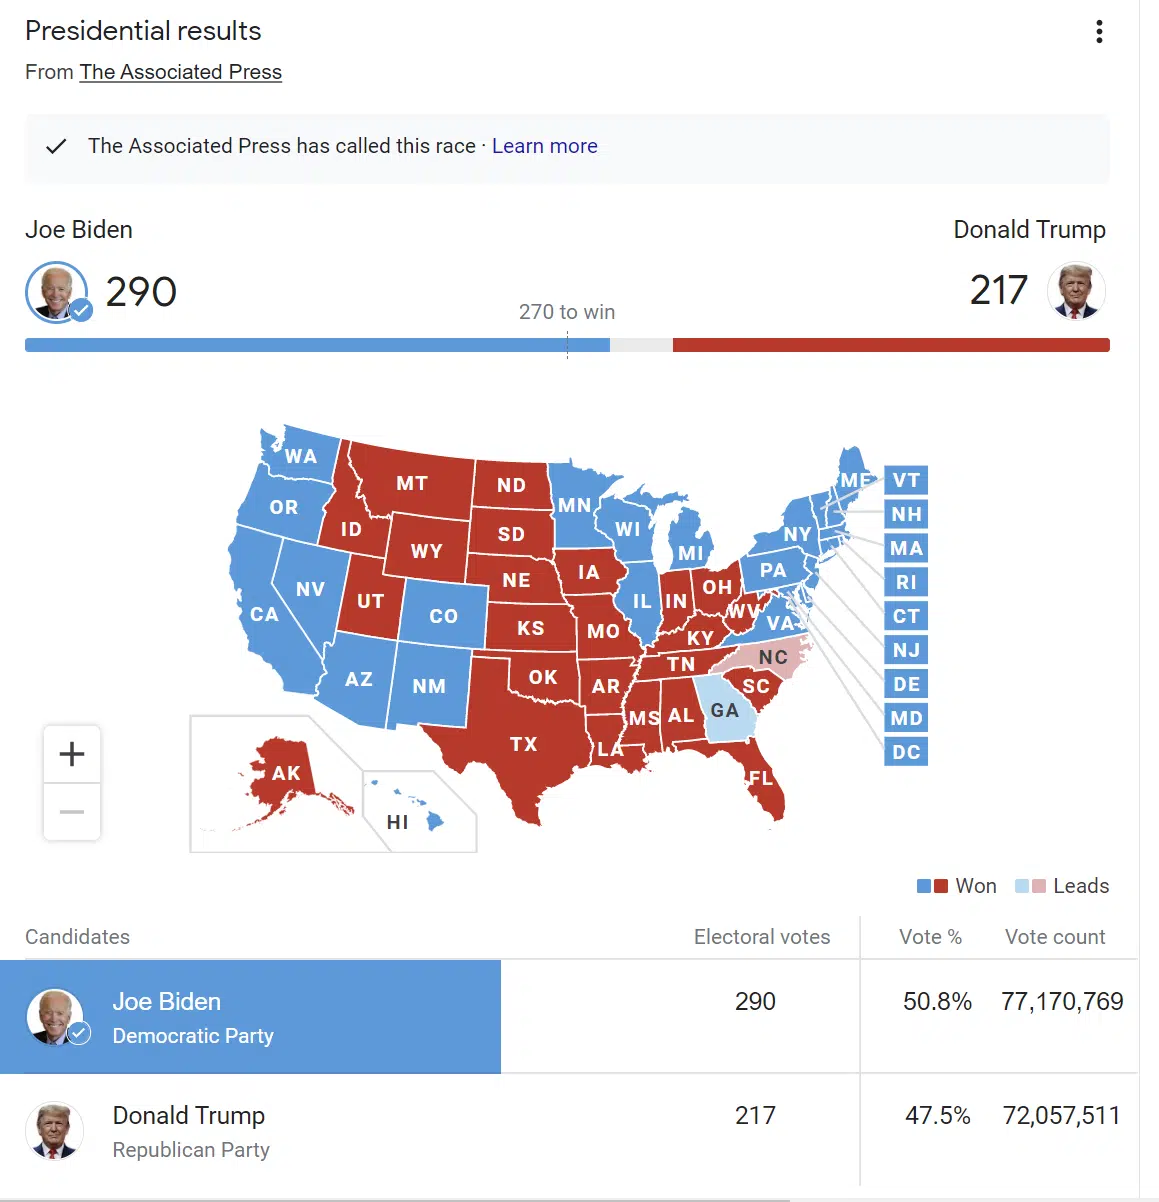 Presidential results
From The Associated Press
The Associated Press has called this race · Learn more
Joe Biden
Donald Trump
290
217
270 to win
WA
OR
CA
NV
ID
MT
WY
UT
AZ
CO
NM
ND
SD
NE
KS
OK
TX
MN
IA
MO
AR
LA
WI
IL
MS
MI
IN
KY
TN
AL
OH
WV
GA
FL
SC
NC
VA
PA
NY
ME
VT
NH
MA
RI
CT
NJ
DE
MD
DC
AK
HI
+
−
Won
Leads
Candidates Electoral votes Vote % Vote count
Joe Biden 290 50.8% 77,170,769
Democratic Party
Donald Trump 217 47.5% 72,057,511
Republican Party